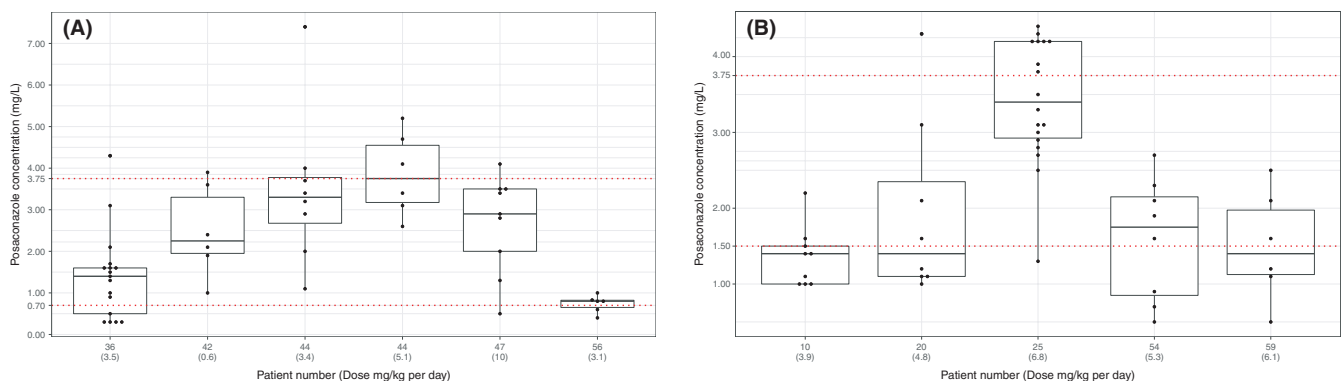 (A)
Posaconazole concentration (mg/L)
7.00
6.00
5.00
4.00
3.75
3.00
2.00
1.00
0.70
0.00
36 42 44 44 47 56
(3.5) (0.6) (3.4) (5.1) (10) (3.1)
Patient number (Dose mg/kg per day)
(B)
Posaconazole concentration (mg/L)
4.00
3.75
3.00
2.00
1.50
1.00
10 20 25 54 59
(3.9) (4.8) (6.8) (5.3) (6.1)
Patient number (Dose mg/kg per day)